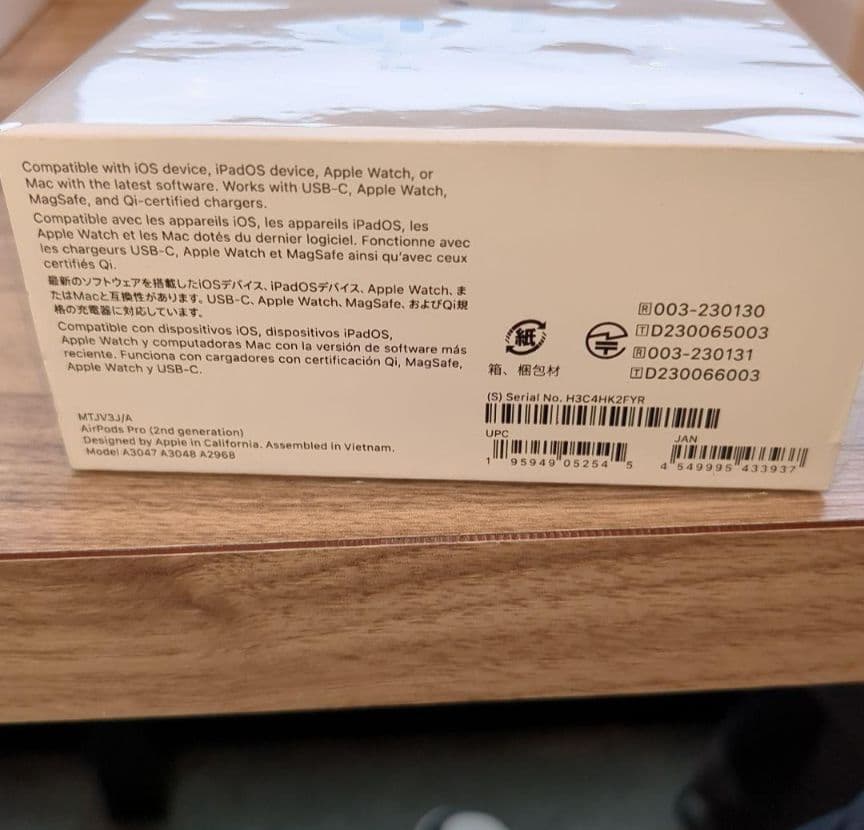 Compatible with iOS device, iPadOS device, Apple Watch, or
Mac with the latest software. Works with USB-C, Apple Watch,
MagSafe, and Qi-certified chargers.
Compatible avec les appareils iOS, les appareils iPadOS, les
Apple Watch et les Mac dotés du dernier logiciel. Fonctionne avec
les chargeurs USB-C, Apple Watch et MagSafe ainsi qu'avec ceux
certifiés Qi.
最新のソフトウェアを搭載したiOSデバイス、iPadOSデバイス、Apple Watch、ま
たはMacと互換性があります。USB-C、Apple Watch、MagSafe、およびQi規
格の充電器に対応しています。
Compatible con dispositivos iOS, dispositivos iPadOS,
Apple Watch y computadoras Mac con la versión de software más
reciente. Funciona con cargadores con certificación Qi, MagSafe,
Apple Watch y USB-C.
MTJV3J/A
AirPods Pro (2nd generation)
Designed by Apple in California. Assembled in Vietnam.
Model A3047 A3048 A2968
紙
箱、梱包材
R 003-230130
T D230065003
R 003-230131
T D230066003
(S) Serial No. H3C4HK2FYR
UPC
1 95949 05254 5
JAN
4 549995 433937